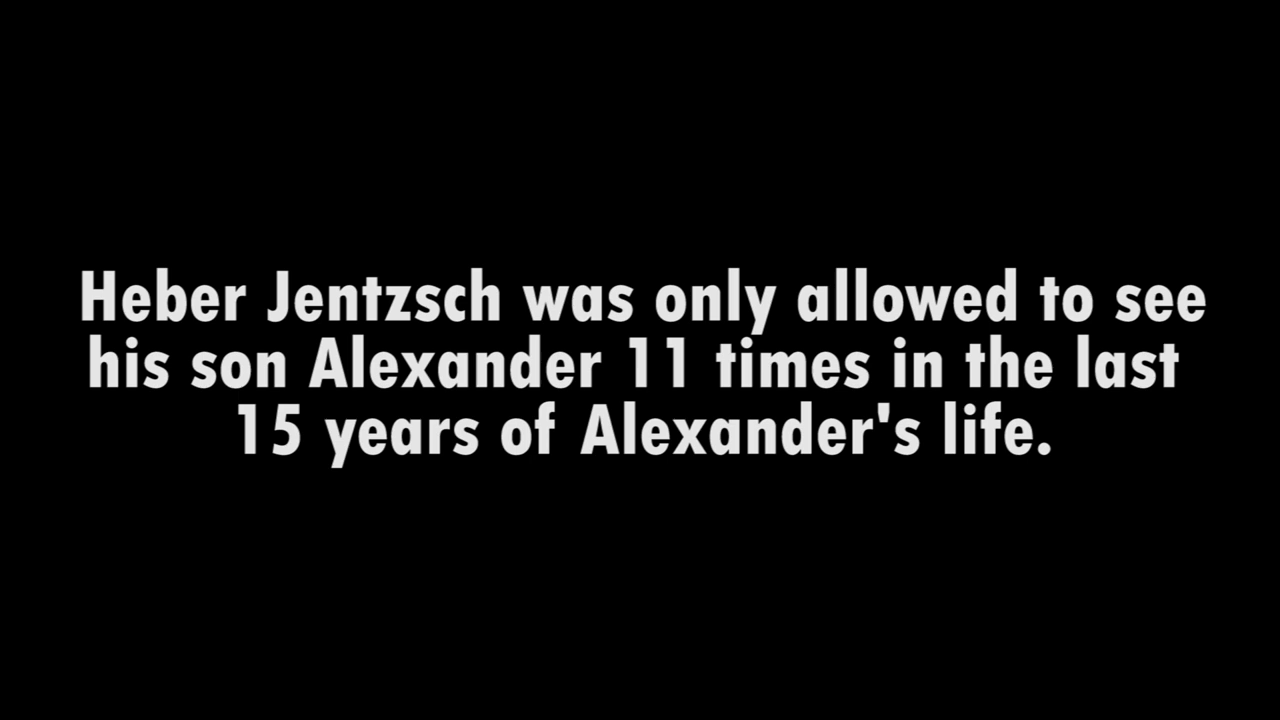 Heber Jentzsch was only allowed to see
his son Alexander 11 times in the last
15 years of Alexander's life.